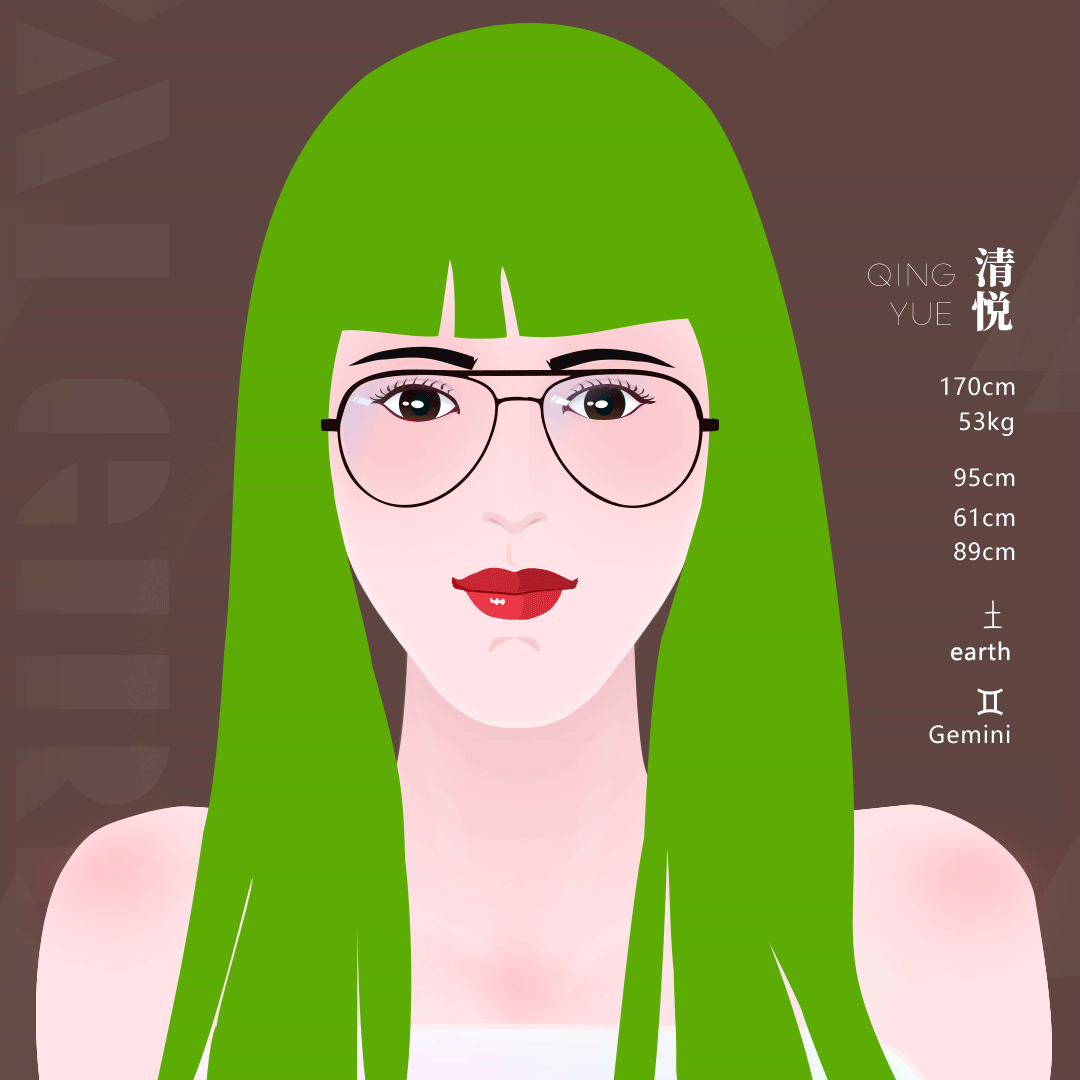 清悦
QING
YUE
170cm
53kg
95cm
61cm
89cm
土
earth
♊
Gemini